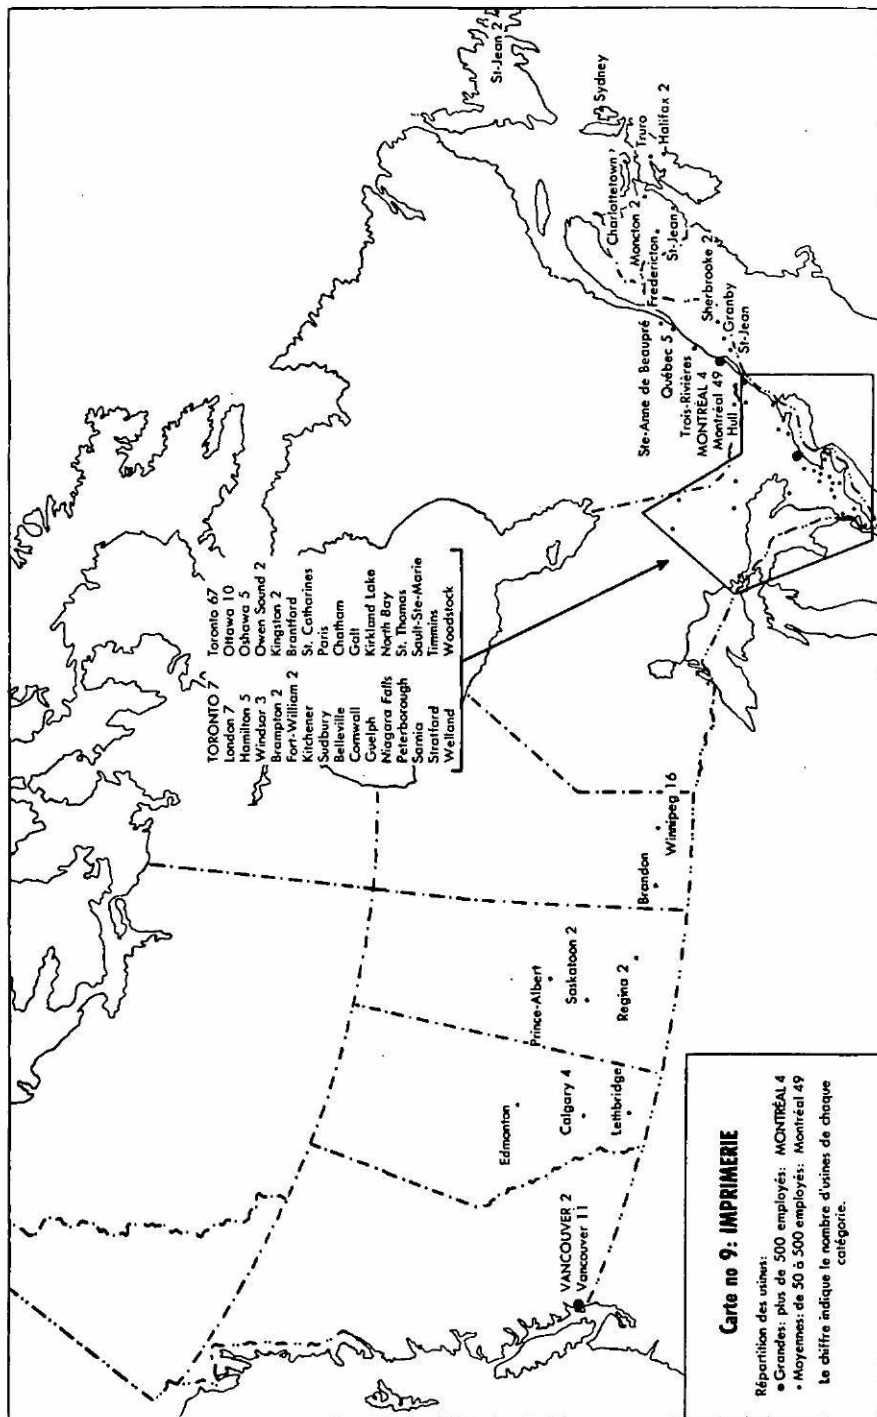 TORONTO 7
London 7
Hamilton 5
Windsor 3
Brampton 2
Fort-William 2
Kitchener
Sudbury
Belleville
Cornwall
Guelph
Niagara Falls
Peterborough
Sarnia
Stratford
Welland
Toronto 67
Ottawa 10
Oshawa 5
Owen Sound 2
Kingston 2
Brantford
St. Catharines
Paris
Chatham
Galt
Kirkland Lake
North Bay
St. Thomas
Sault-Ste-Marie
Timmins
Woodstock
St-Jean 2
Sydney
Truro
Halifax 2
Charlottetown
Moncton 2
Fredericton
St-Jean
Ste-Anne de Beaupré
Québec 5
Trois-Rivières
MONTRÉAL 4
Montréal 49
Hull
Sherbrooke 2
Granby
St-Jean
Winnipeg 16
Brandon
Prince-Albert
Saskatoon 2
Regina 2
Edmonton
Calgary 4
Lethbridge
VANCOUVER 2
Vancouver 11
Carte no 9: IMPRIMERIE
Répartition des usines:
• Grandes: plus de 500 employés: MONTRÉAL 4
• Moyennes: de 50 à 500 employés: Montréal 49
Le chiffre indique le nombre d'usines de chaque
catégorie.